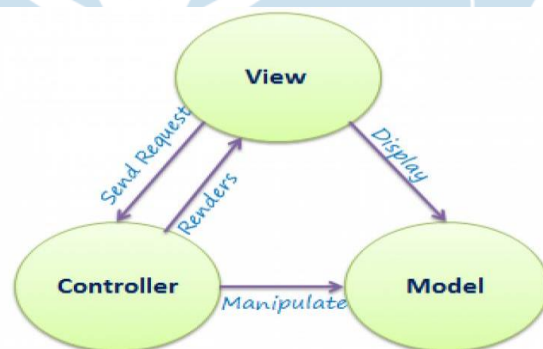 View
Send Request
Renders
Display
Controller
Manipulate
Model